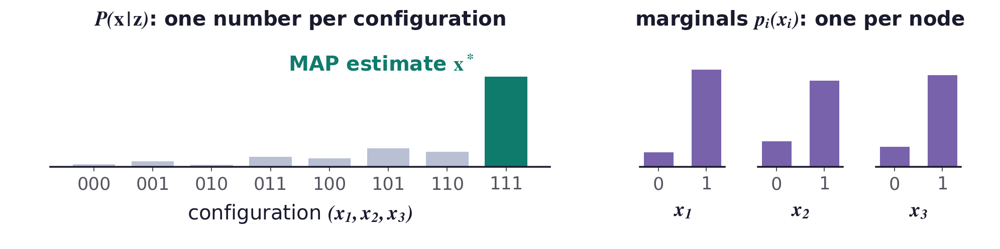 P(x|z): one number per configuration
MAP estimate x*
000 001 010 011 100 101 110 111
configuration (x₁, x₂, x₃)
marginals pᵢ(xᵢ): one per node
0 1 0 1 0 1
x₁ x₂ x₃